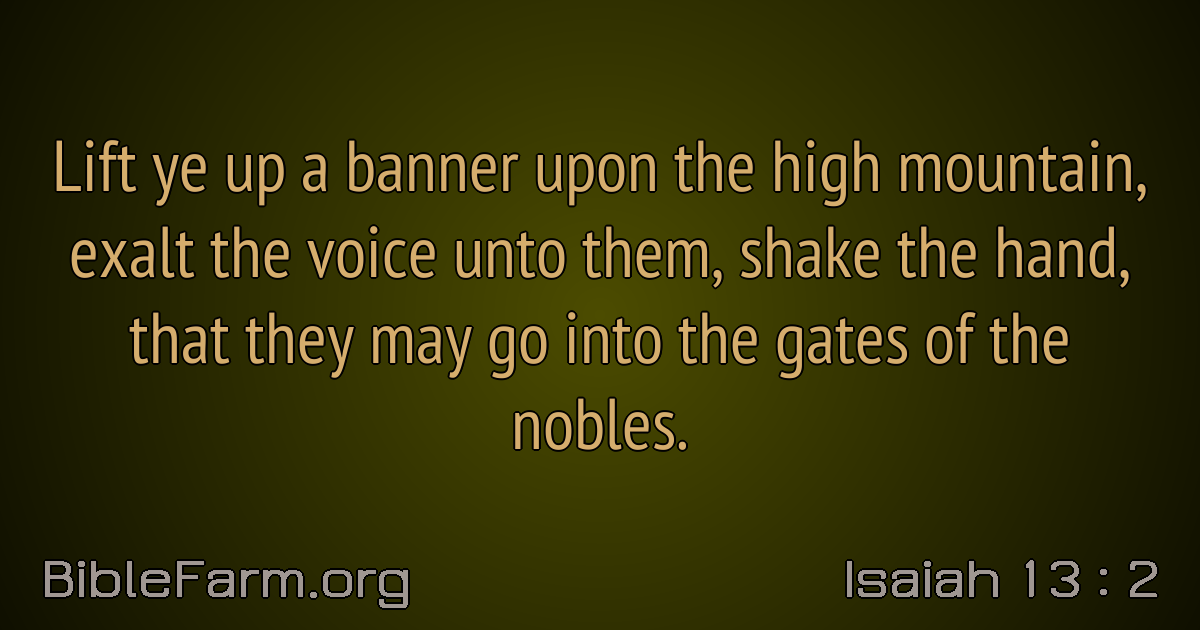 Lift ye up a banner upon the high mountain,
exalt the voice unto them, shake the hand,
that they may go into the gates of the
nobles.
BibleFarm.org
Isaiah 13 : 2